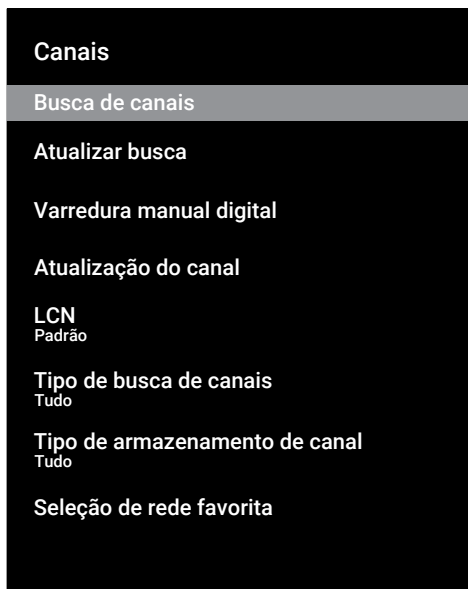 Canais
Busca de canais
Atualizar busca
Varredura manual digital
Atualização do canal
LCN
Padrão
Tipo de busca de canais
Tudo
Tipo de armazenamento de canal
Tudo
Seleção de rede favorita